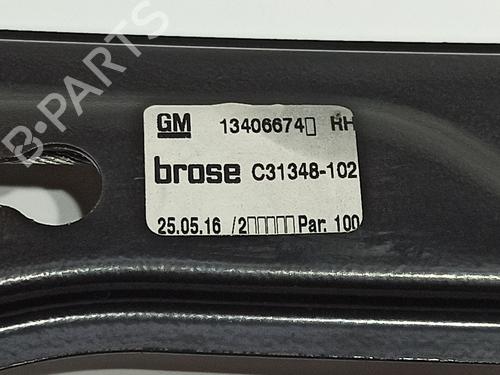 B-PARTS
GM 13406674▯ RH
brose C31348-102
25.05.16 /2▯▯▯▯▯Par. 100